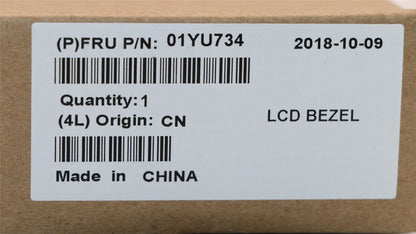 (P)FRU P/N: 01YU734 2018-10-09
Quantity:1
(4L) Origin: CN LCD BEZEL
Made in CHINA